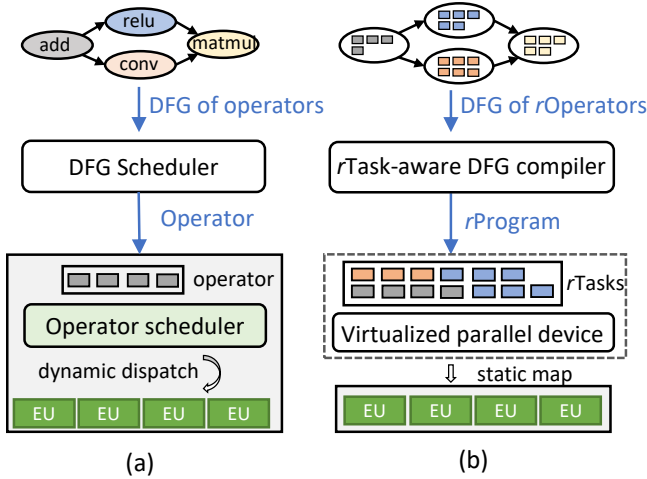 relu
add
matmul
conv
DFG of operators
DFG Scheduler
Operator
operator
Operator scheduler
dynamic dispatch
EU EU EU EU
(a)
DFG of rOperators
rTask-aware DFG compiler
rProgram
rTasks
Virtualized parallel device
static map
EU EU EU EU
(b)